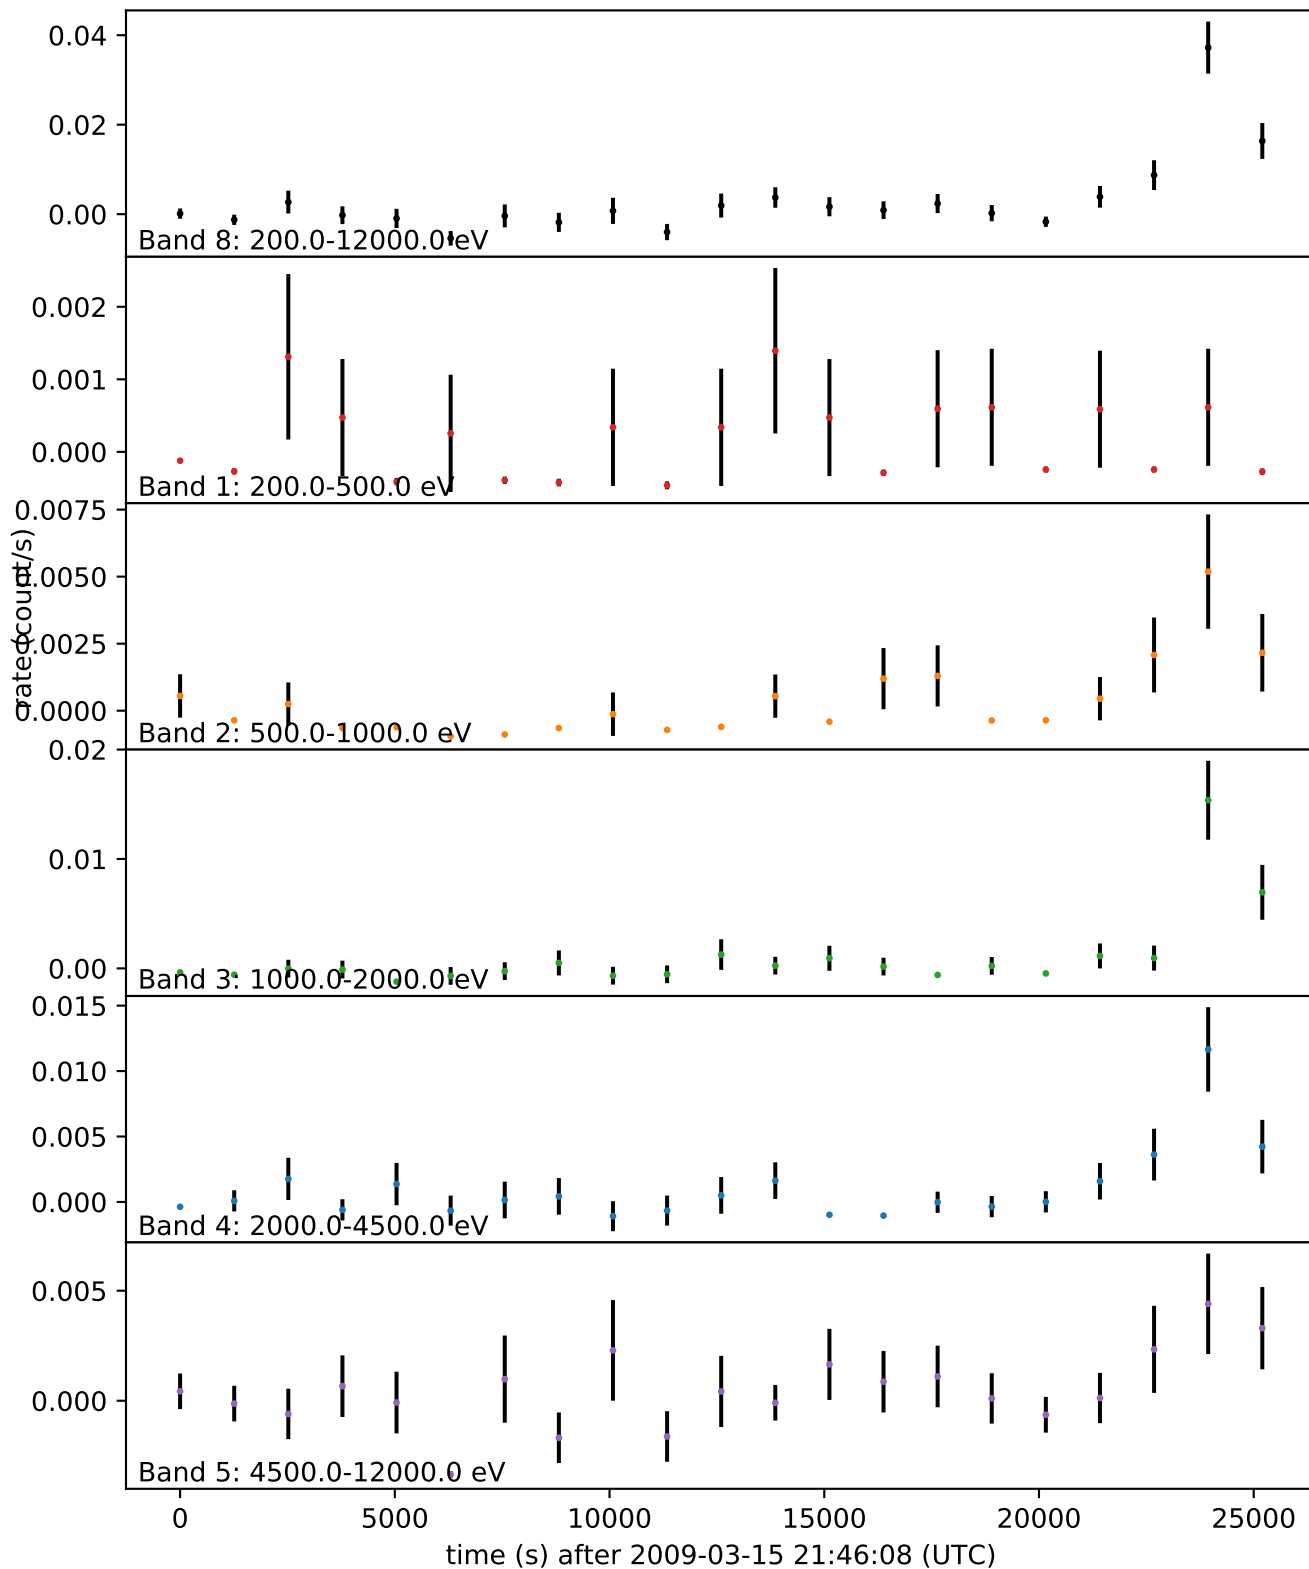 0.04
0.02
0.00
Band 8: 200.0-12000.0 eV
0.002
0.001
0.000
Band 1: 200.0-500.0 eV
rate (count/s)
0.0075
0.0050
0.0025
0.0000
Band 2: 500.0-1000.0 eV
0.02
0.01
0.00
Band 3: 1000.0-2000.0 eV
0.015
0.010
0.005
0.000
Band 4: 2000.0-4500.0 eV
0.005
0.000
Band 5: 4500.0-12000.0 eV
0 5000 10000 15000 20000 25000
time (s) after 2009-03-15 21:46:08 (UTC)